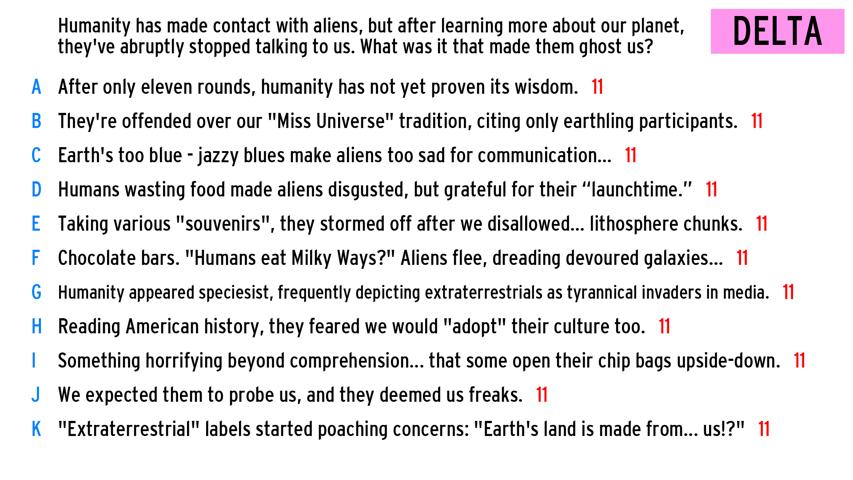 Humanity has made contact with aliens, but after learning more about our planet,
they've abruptly stopped talking to us. What was it that made them ghost us?
DELTA
A After only eleven rounds, humanity has not yet proven its wisdom. 11
B They're offended over our "Miss Universe" tradition, citing only earthling participants. 11
C Earth's too blue - jazzy blues make aliens too sad for communication... 11
D Humans wasting food made aliens disgusted, but grateful for their “launchtime.” 11
E Taking various "souvenirs", they stormed off after we disallowed... lithosphere chunks. 11
F Chocolate bars. "Humans eat Milky Ways?" Aliens flee, dreading devoured galaxies... 11
G Humanity appeared speciesist, frequently depicting extraterrestrials as tyrannical invaders in media. 11
H Reading American history, they feared we would "adopt" their culture too. 11
I Something horrifying beyond comprehension... that some open their chip bags upside-down. 11
J We expected them to probe us, and they deemed us freaks. 11
K "Extraterrestrial" labels started poaching concerns: "Earth's land is made from... us!?" 11